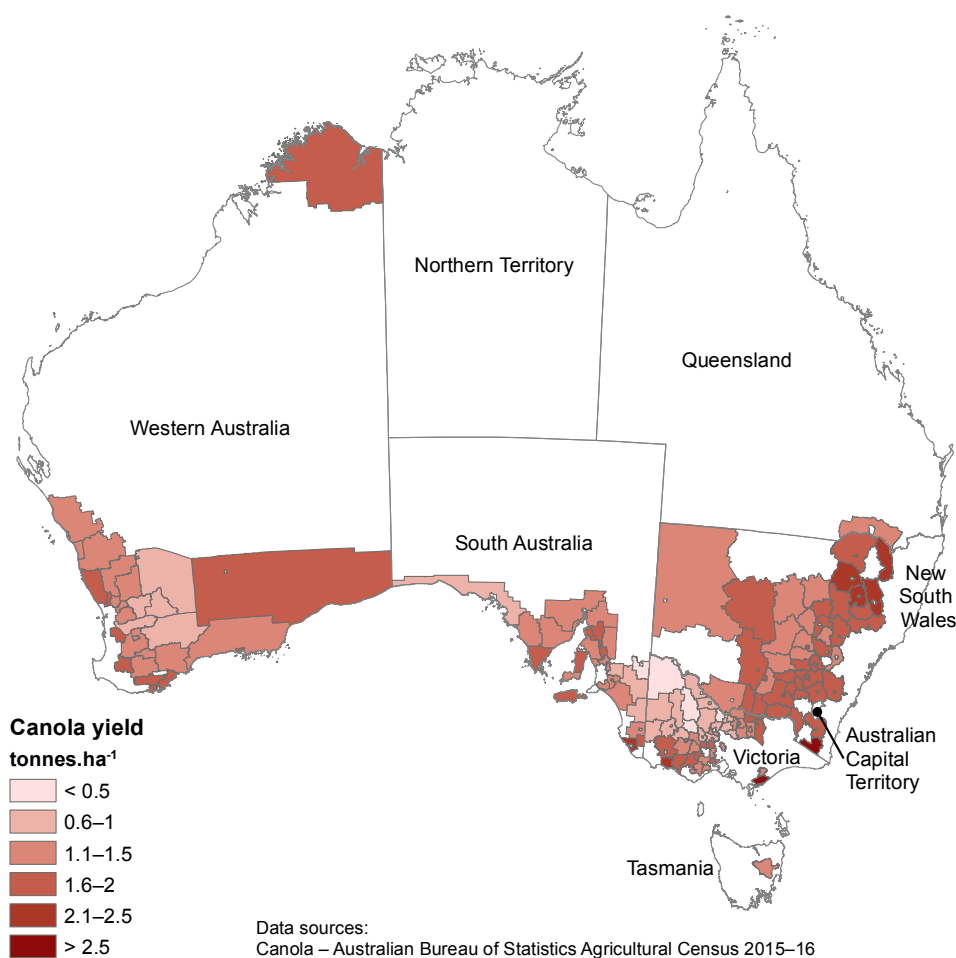 Northern Territory
Queensland
Western Australia
South Australia
New
South
Wales
Canola yield
tonnes.ha-1
< 0.5
0.6–1
1.1–1.5
1.6–2
2.1–2.5
> 2.5
Victoria
Australian
Capital
Territory
Tasmania
Data sources:
Canola – Australian Bureau of Statistics Agricultural Census 2015–16